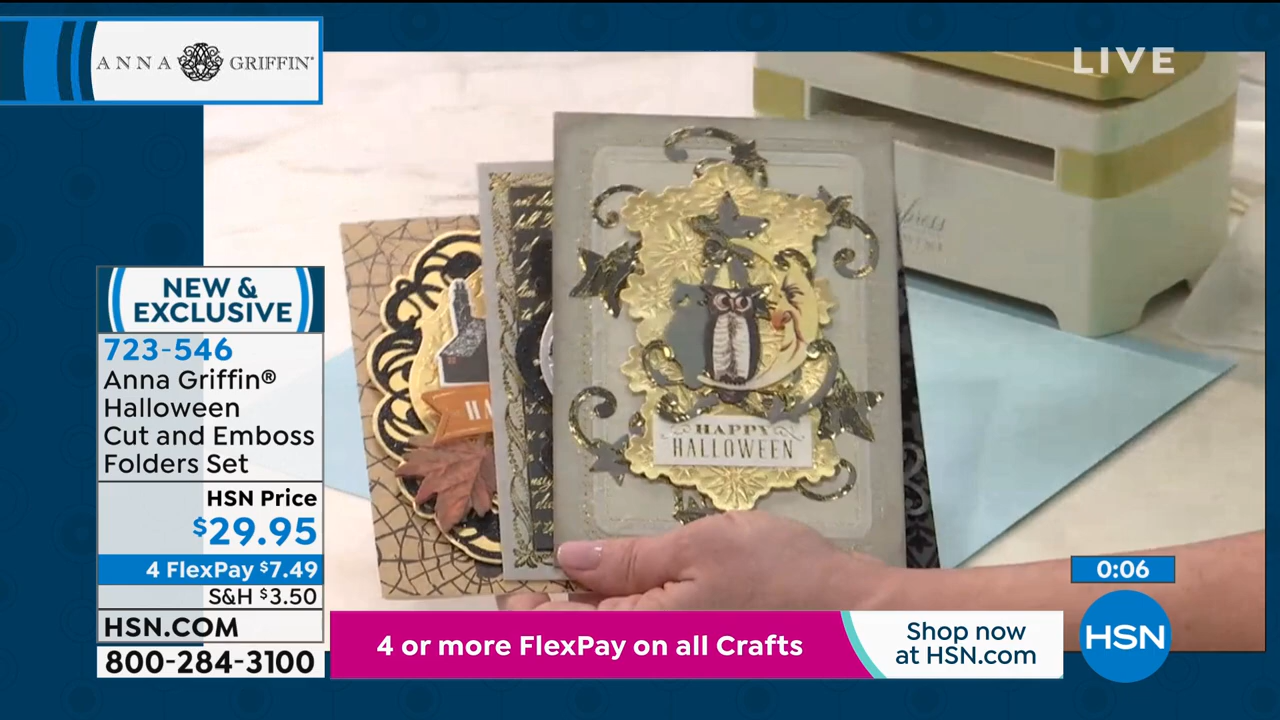 ANNA GRIFFIN®
LIVE
NEW &
EXCLUSIVE
723-546
Anna Griffin®
Halloween
Cut and Emboss
Folders Set
HSN Price
$29.95
4 FlexPay $7.49
S&H $3.50
HSN.COM
800-284-3100
HAPPY
HALLOWEEN
HA
4 or more FlexPay on all Crafts
Shop now
at HSN.com
0:06
HSN